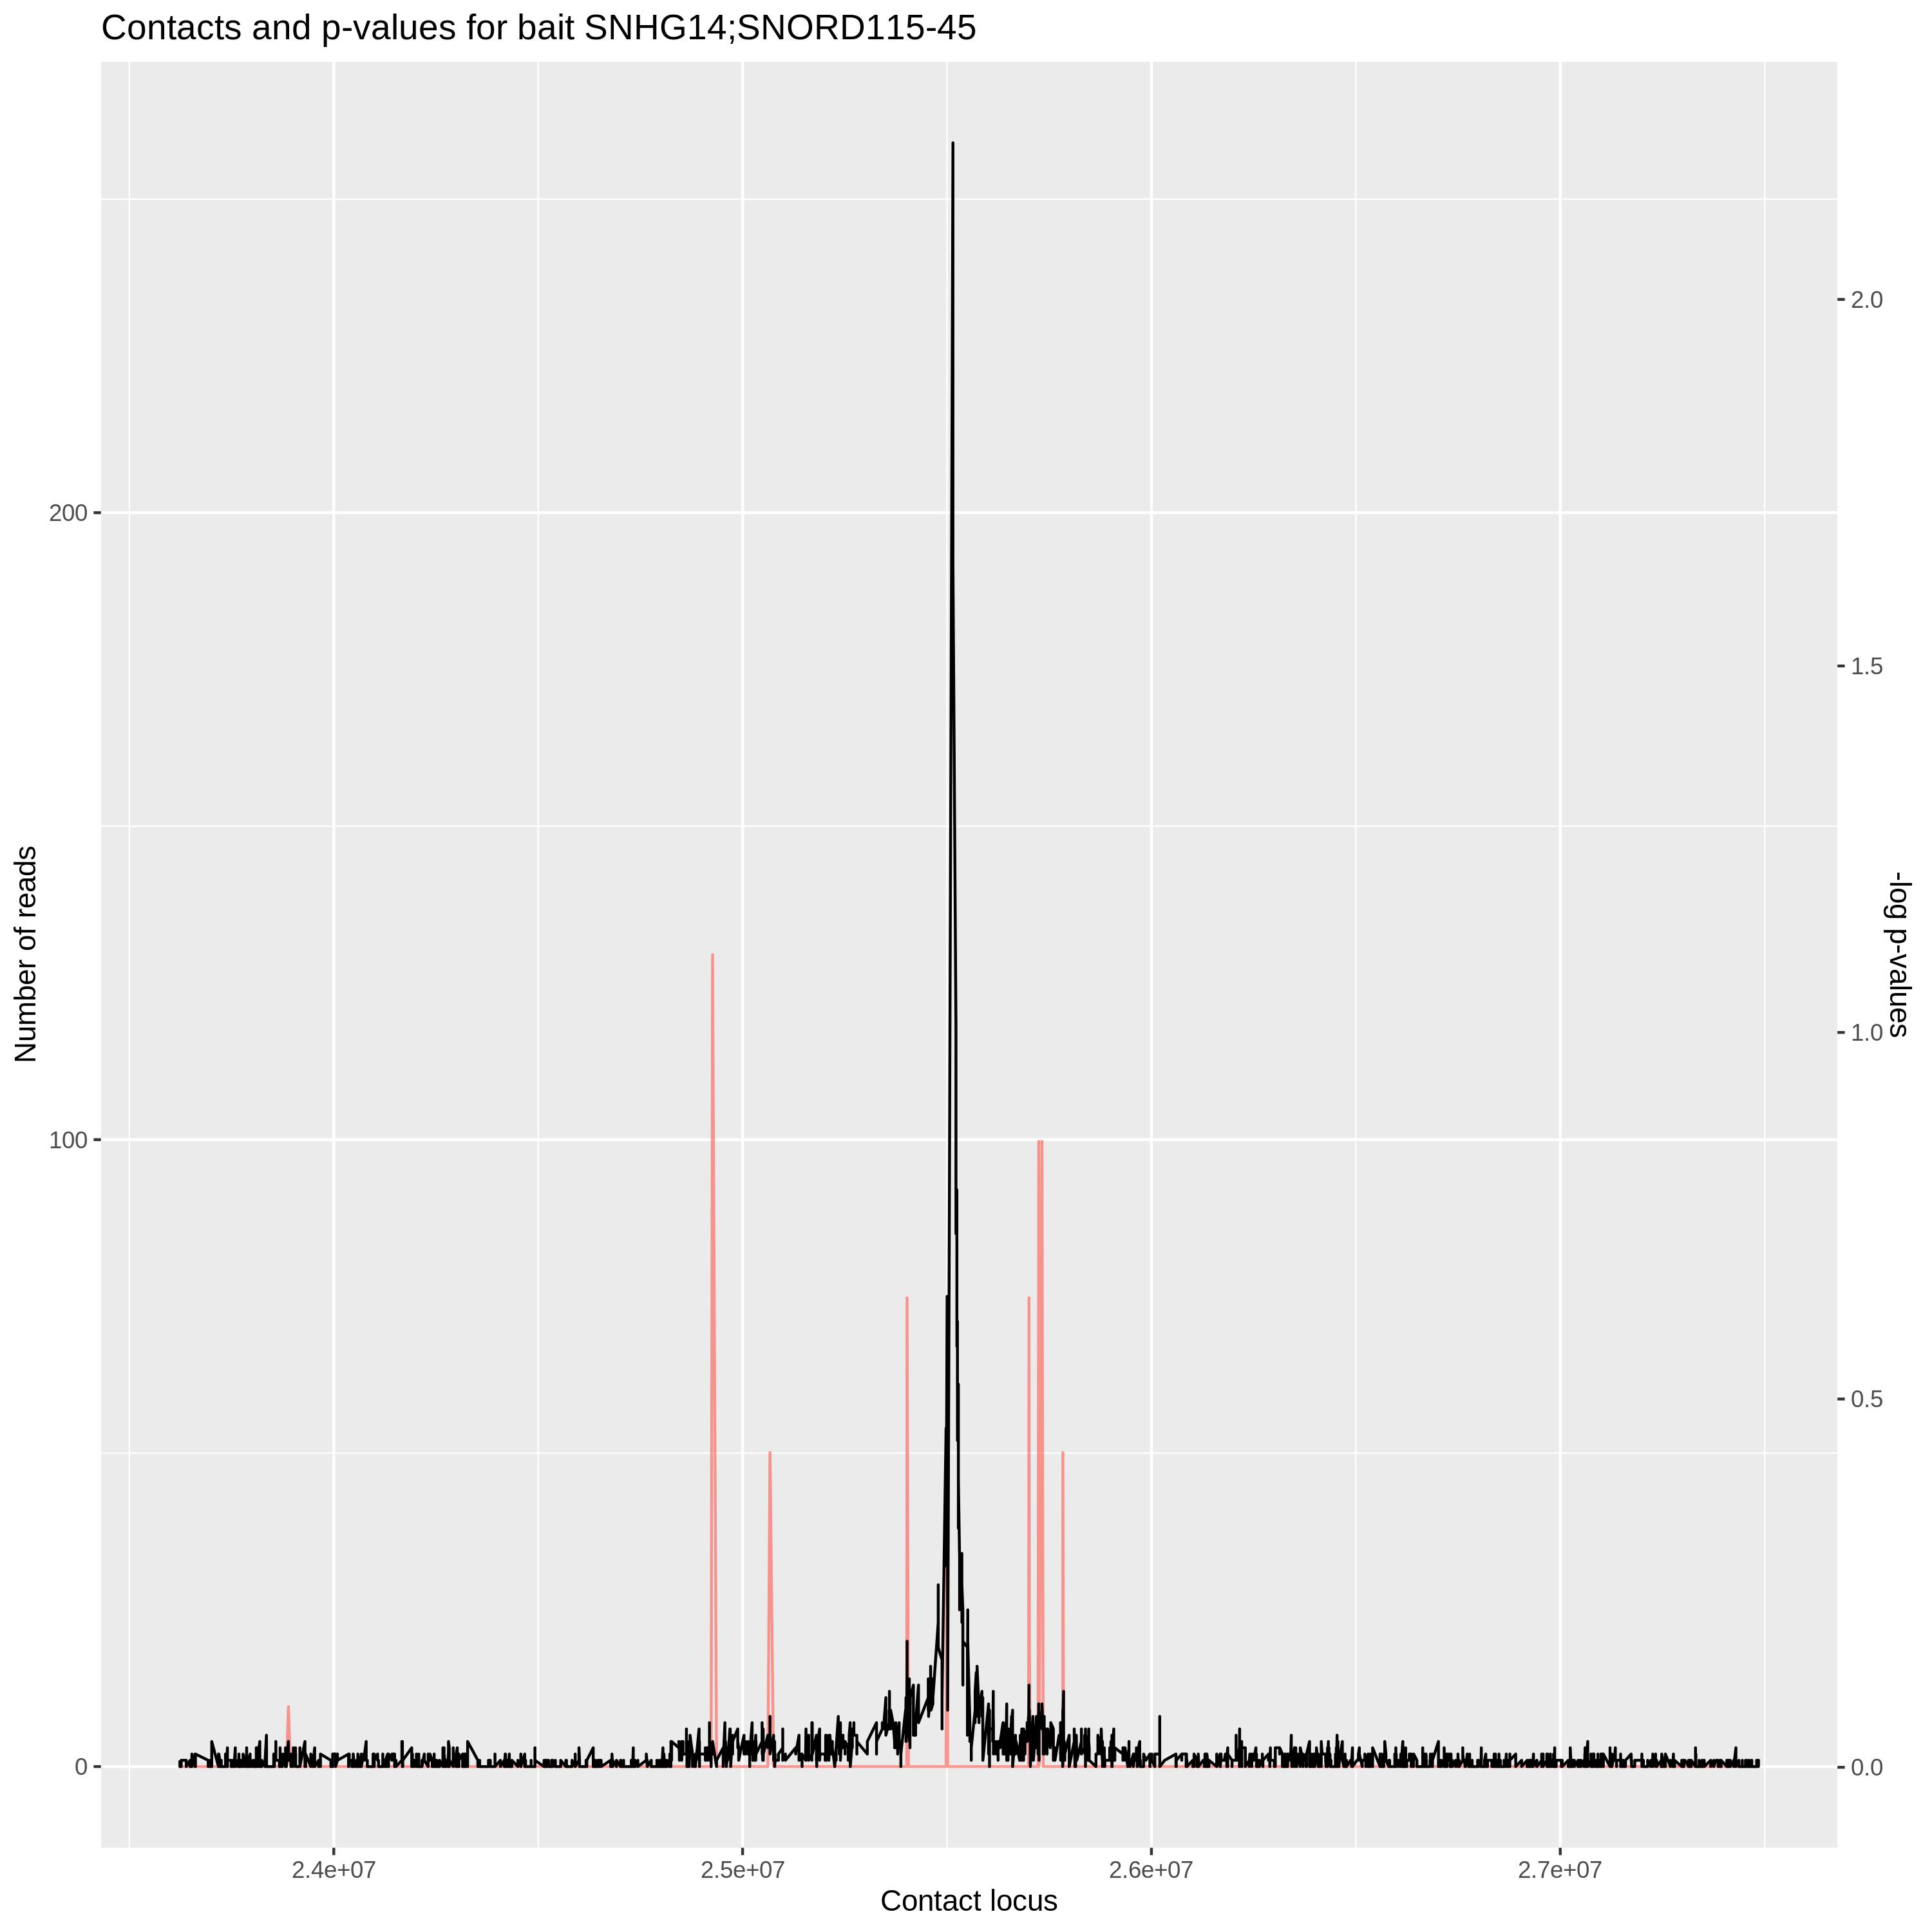 Contacts and p-values for bait SNHG14;SNORD115-45
Number of reads
200
100
0
2.0
1.5
1.0
0.5
0.0
-log p-values
2.4e+07
2.5e+07
2.6e+07
2.7e+07
Contact locus